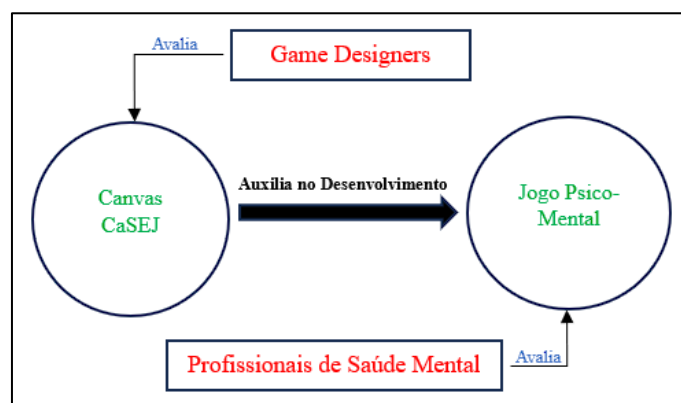 Avalia
Game Designers
Canvas
CaSEJ
Auxilia no Desenvolvimento
Jogo Psico-
Mental
Profissionais de Saúde Mental
Avalia